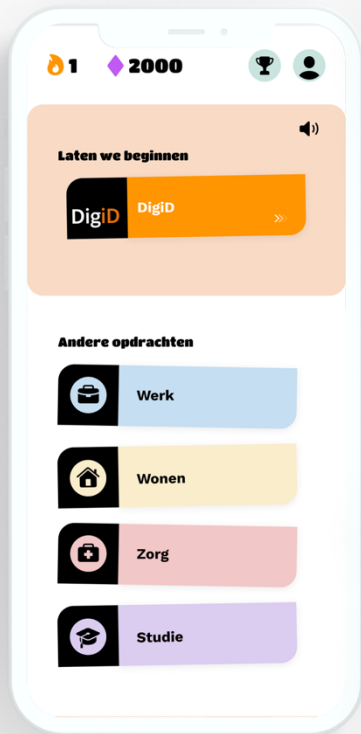 1
2000
Laten we beginnen
DigiD
DigiD
Andere opdrachten
Werk
Wonen
Zorg
Studie